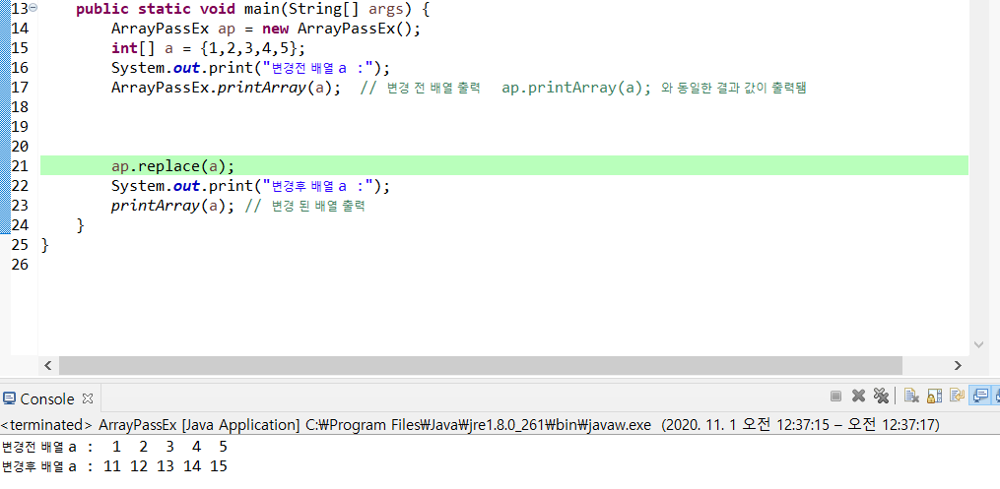 13 public static void main(String[] args) {
14 ArrayPassEx ap = new ArrayPassEx();
15 int[] a = {1,2,3,4,5};
16 System.out.print("변경전 배열 a :");
17 ArrayPassEx.printArray(a); // 변경 전 배열 출력 ap.printArray(a); 와 동일한 결과 값이 출력됌
18
19
20
21 ap.replace(a);
22 System.out.print("변경후 배열 a :");
23 printArray(a); // 변경 된 배열 출력
24 }
25 }
26
Console
<terminated> ArrayPassEx [Java Application] C:₩Program Files₩Java₩jre1.8.0_261₩bin₩javaw.exe (2020. 11. 1 오전 12:37:15 – 오전 12:37:17)
변경전 배열 a : 1 2 3 4 5
변경후 배열 a : 11 12 13 14 15